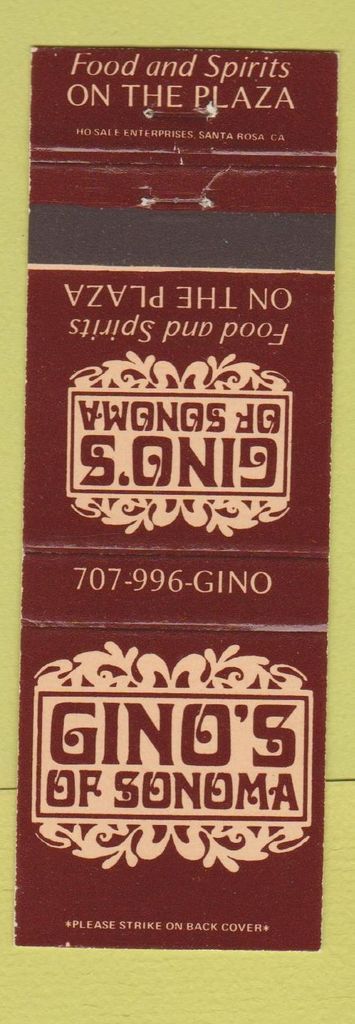 Food and Spirits
ON THE PLAZA
HO SALE ENTERPRISES, SANTA ROSA CA
ON THE PLAZA
Food and Spirits
OF SONOMA
GINO'S
707-996-GINO
GINO'S
OF SONOMA
*PLEASE STRIKE ON BACK COVER*